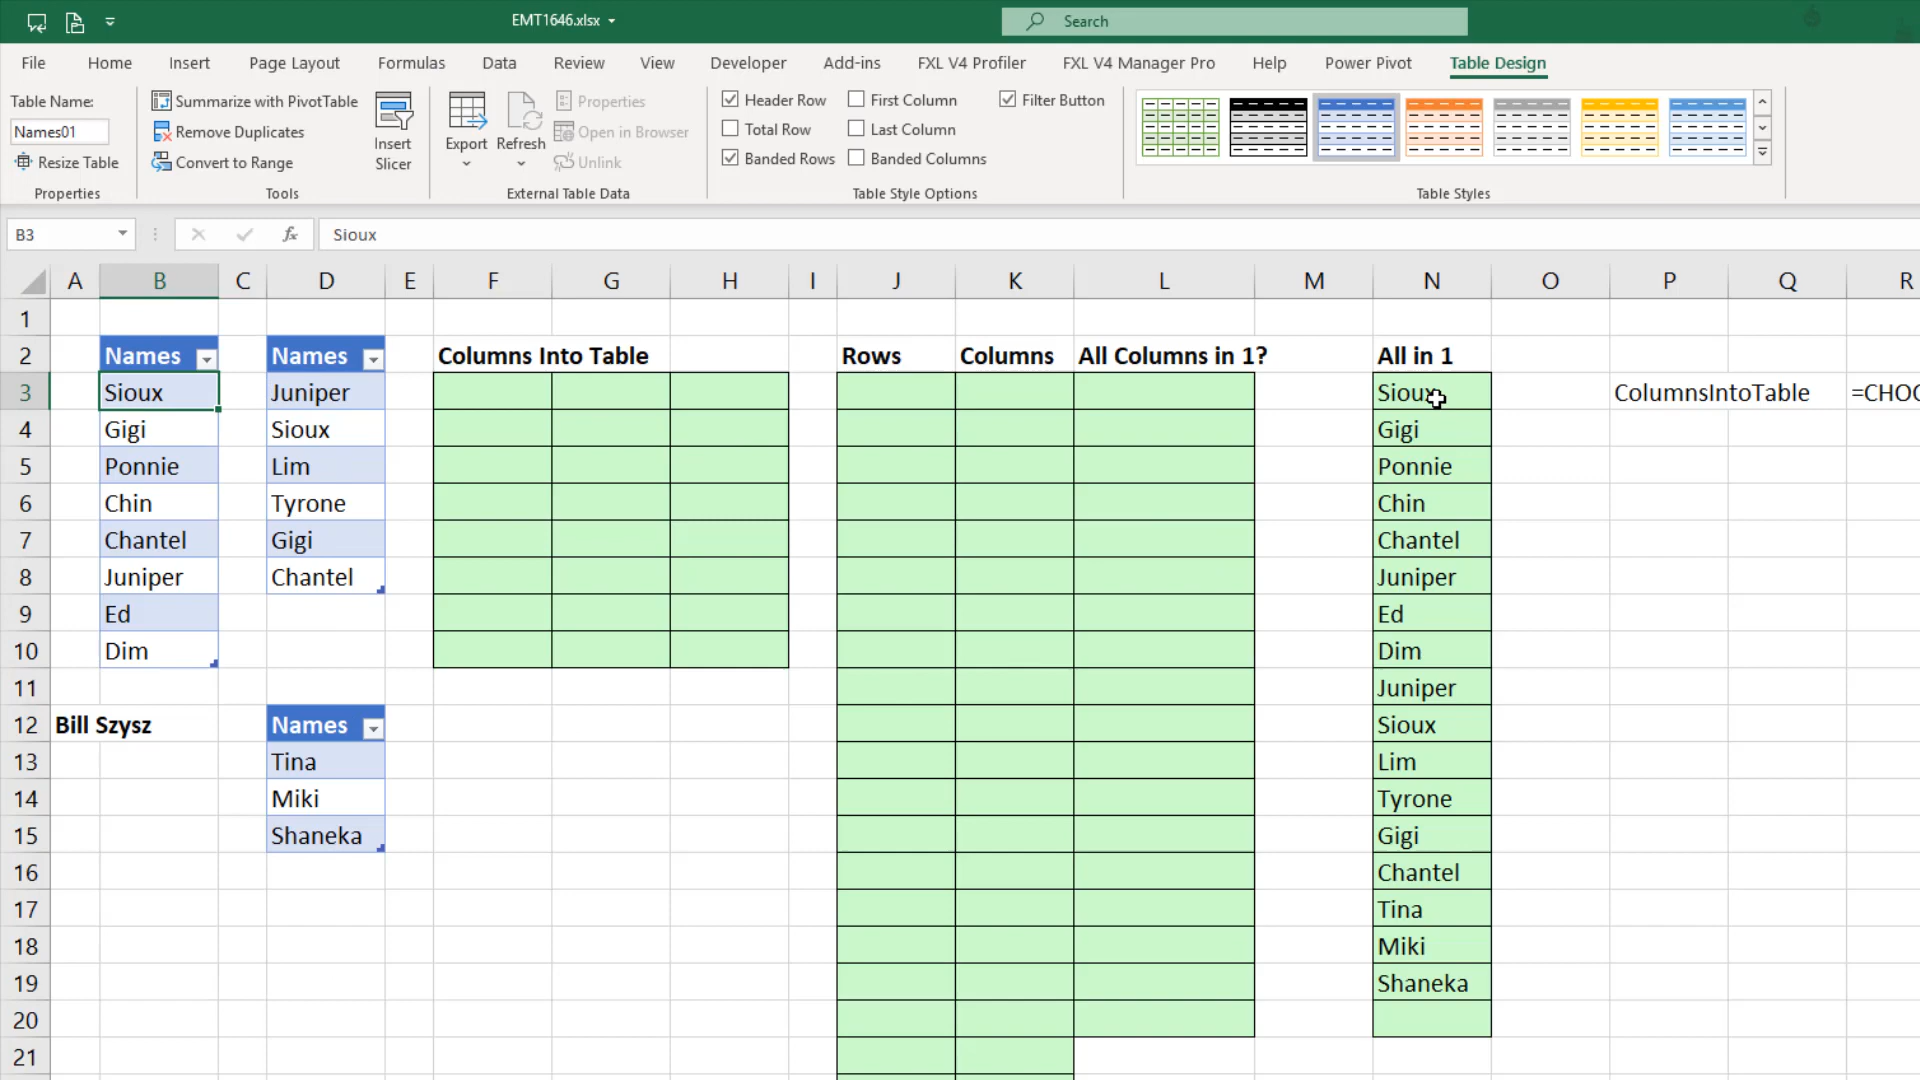 EMT1646.xlsx
Search
File Home Insert Page Layout Formulas Data Review View Developer Add-ins FXL V4 Profiler FXL V4 Manager Pro Help Power Pivot Table Design
Table Name:
Names01
Resize Table
Properties
Summarize with PivotTable
Remove Duplicates
Convert to Range
Insert
Slicer
Tools
Export
Refresh
Properties
Open in Browser
Unlink
External Table Data
Header Row First Column Filter Button
Total Row Last Column
Banded Rows Banded Columns
Table Style Options
Table Styles
B3 fx Sioux
A B C D E F G H I J K L M N O P Q R
1
2 Names Names Columns Into Table Rows Columns All Columns in 1? All in 1
3 Sioux Juniper Sioux ColumnsIntoTable =CHOO
4 Gigi Sioux Gigi
5 Ponnie Lim Ponnie
6 Chin Tyrone Chin
7 Chantel Gigi Chantel
8 Juniper Chantel Juniper
9 Ed Ed
10 Dim Dim
11 Juniper
12 Bill Szysz Names Sioux
13 Tina Lim
14 Miki Tyrone
15 Shaneka Gigi
16 Chantel
17 Tina
18 Miki
19 Shaneka
20
21